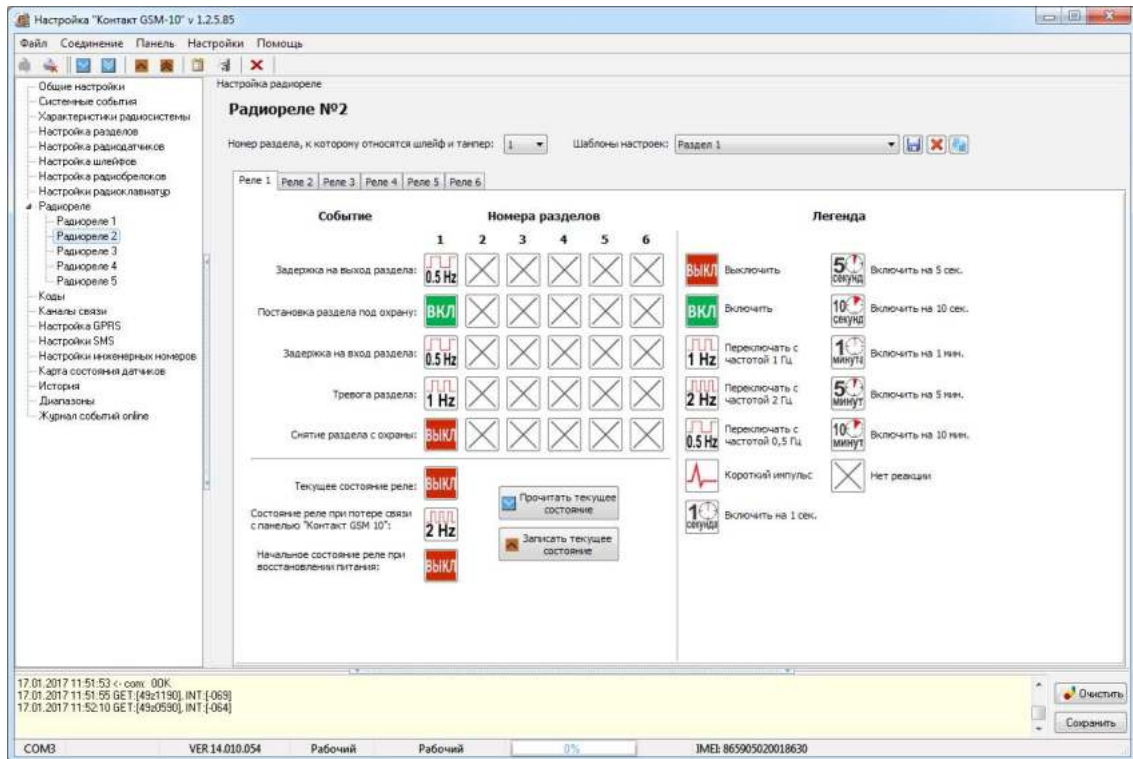 Настройка "Контакт GSM-10" v 1.2.5.85
Файл Соединение Панель Настройки Помощь
Общие настройки
Системные события
Характеристики радиосистемы
Настройка разделов
Настройка радиодатчиков
Настройка шлейфов
Настройка радиобрелоков
Настройки радиоклавиатур
Радиореле
Радиореле 1
Радиореле 2
Радиореле 3
Радиореле 4
Радиореле 5
Коды
Каналы связи
Настройка GPRS
Настройки SMS
Настройки инженерных номеров
Карта состояния датчиков
История
Диапазоны
Журнал событий online
Настройка радиореле
Радиореле №2
Номер раздела, к которому относятся шлейф и тампер: 1 Шаблоны настроек: Раздел 1
Реле 1 Реле 2 Реле 3 Реле 4 Реле 5 Реле 6
Событие Номера разделов
1 2 3 4 5 6
Задержка на выход раздела: 0.5 Hz
Постановка раздела под охрану: ВКЛ
Задержка на вход раздела: 0.5 Hz
Тревога раздела: 1 Hz
Снятие раздела с охраны: ВЫКЛ
Текущее состояние реле: ВЫКЛ
Состояние реле при потере связи
с панелью "Контакт GSM 10": 2 Hz
Начальное состояние реле при
восстановлении питания: ВЫКЛ
Прочитать текущее
состояние
Записать текущее
состояние
Легенда
ВЫКЛ Выключить
ВКЛ Включить
1 Hz Переключать с
частотой 1 Гц
2 Hz Переключать с
частотой 2 Гц
0.5 Hz Переключать с
частотой 0,5 Гц
Короткий импульс
1 секунда Включить на 1 сек.
5 секунд Включить на 5 сек.
10 секунд Включить на 10 сек.
1 минута Включить на 1 мин.
5 минут Включить на 5 мин.
10 минут Включить на 10 мин.
Нет реакции
17.01.2017 11:51:53 <- com: 00K
17.01.2017 11:51:55 GET:[49z1190], INT:[-069]
17.01.2017 11:52:10 GET:[49z0590], INT:[-064]
Очистить
Сохранить
COM3 VER 14.010.054 Рабочий Рабочий 0% IMEI: 865905020018630